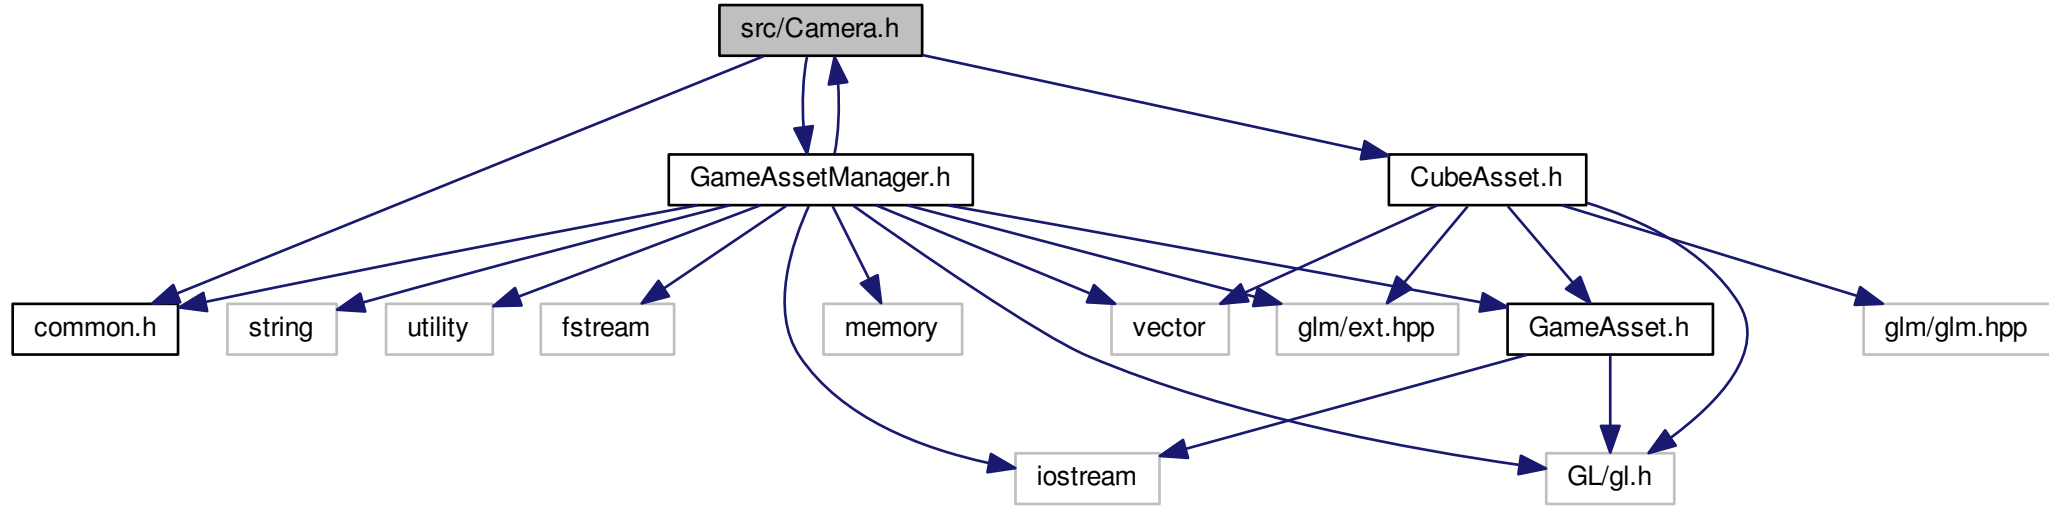 src/Camera.h
GameAssetManager.h
CubeAsset.h
common.h
string
utility
fstream
memory
vector
glm/ext.hpp
GameAsset.h
glm/glm.hpp
iostream
GL/gl.h